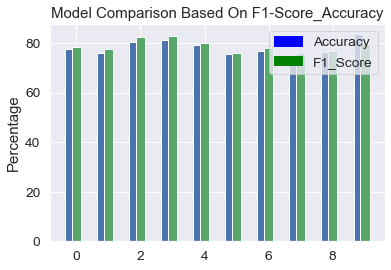 Model Comparison Based On F1-Score_Accuracy
Accuracy
F1_Score
Percentage
80
60
40
20
0
0 2 4 6 8